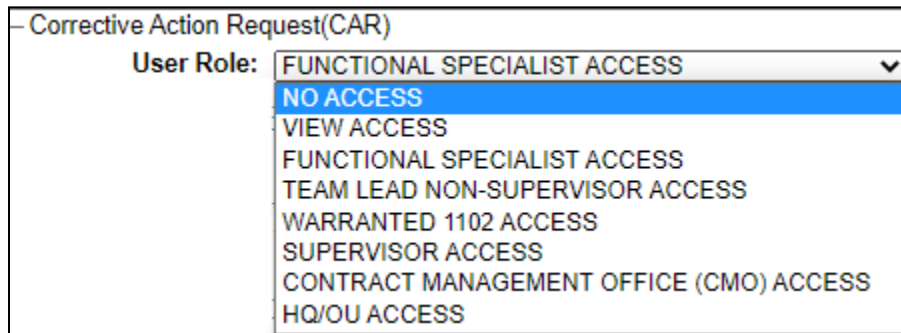 Corrective Action Request(CAR)
User Role: FUNCTIONAL SPECIALIST ACCESS
NO ACCESS
VIEW ACCESS
FUNCTIONAL SPECIALIST ACCESS
TEAM LEAD NON-SUPERVISOR ACCESS
WARRANTED 1102 ACCESS
SUPERVISOR ACCESS
CONTRACT MANAGEMENT OFFICE (CMO) ACCESS
HQ/OU ACCESS